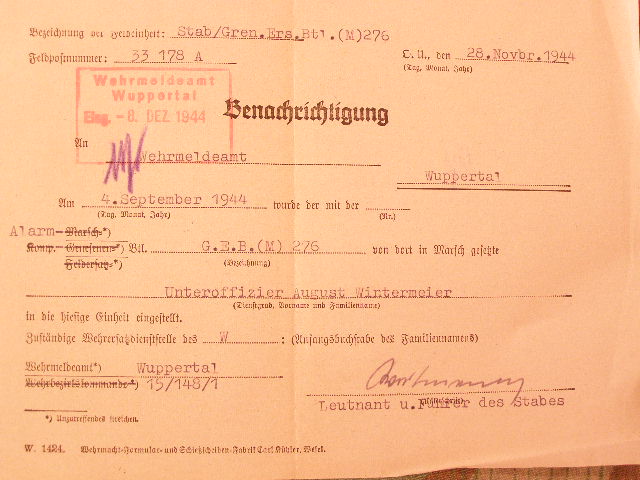 Bezeichnung der Feldeinheit: Stab/Gren.Ers.Btl.(M)276
Feldpostnummer: 33 178 A
O.U., den 28.Novbr.1944
(Tag, Monat, Jahr)
Wehrmeldeamt
Wuppertal
Eing. - 8. DEZ. 1944
Benachrichtigung
An
Wehrmeldeamt
Wuppertal
Am 4.September 1944 wurde der mit der
(Tag, Monat, Jahr) (Nr.)
Alarm-Marsch-*)
Komp. Genesenen-*) Btl. G.E.B.(M) 276 von dort in Marsch gesetzte
Feldersatz-*) (Bezeichnung)
Unteroffizier August Wintermeier
(Dienstgrad, Vorname und Familienname)
in die hiesige Einheit eingestellt.
Zuständige Wehrersatzdienststelle des W : (Anfangsbuchstabe des Familiennamens)
Wehrmeldeamt*) Wuppertal
Wehrbezirkskommando*) 15/148/1
Leutnant u.Führer des Stabes
*) Unzutreffendes streichen.
W. 1424. Wehrmacht-Formular- und Schießscheiben-Fabrik Carl Kühler, Wesel.